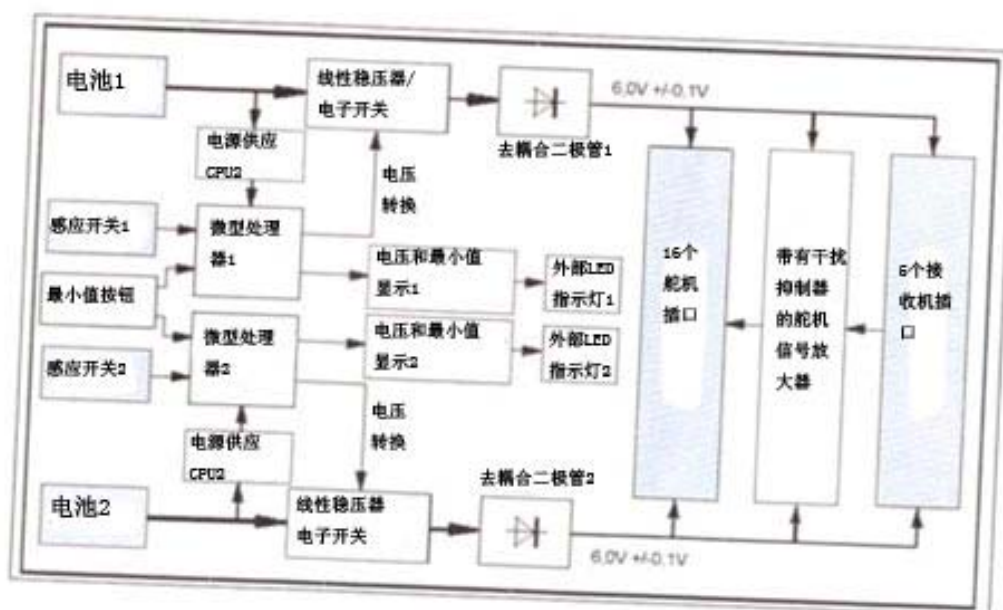 电池1
线性稳压器/
电子开关
6.0V +/-0.1V
去耦合二极管1
电源供应
CPU2
电压
转换
感应开关1
微型处理
器1
电压和最小值
显示1
外部LED
指示灯1
最小值按钮
微型处理
器2
电压和最小值
显示2
外部LED
指示灯2
感应开关2
电压
转换
电源供应
CPU2
电池2
线性稳压器
电子开关
去耦合二极管2
6.0V +/-0.1V
16个
舵机
插口
带有干扰
抑制器
的舵机
信号放
大器
6个接
收机插
口